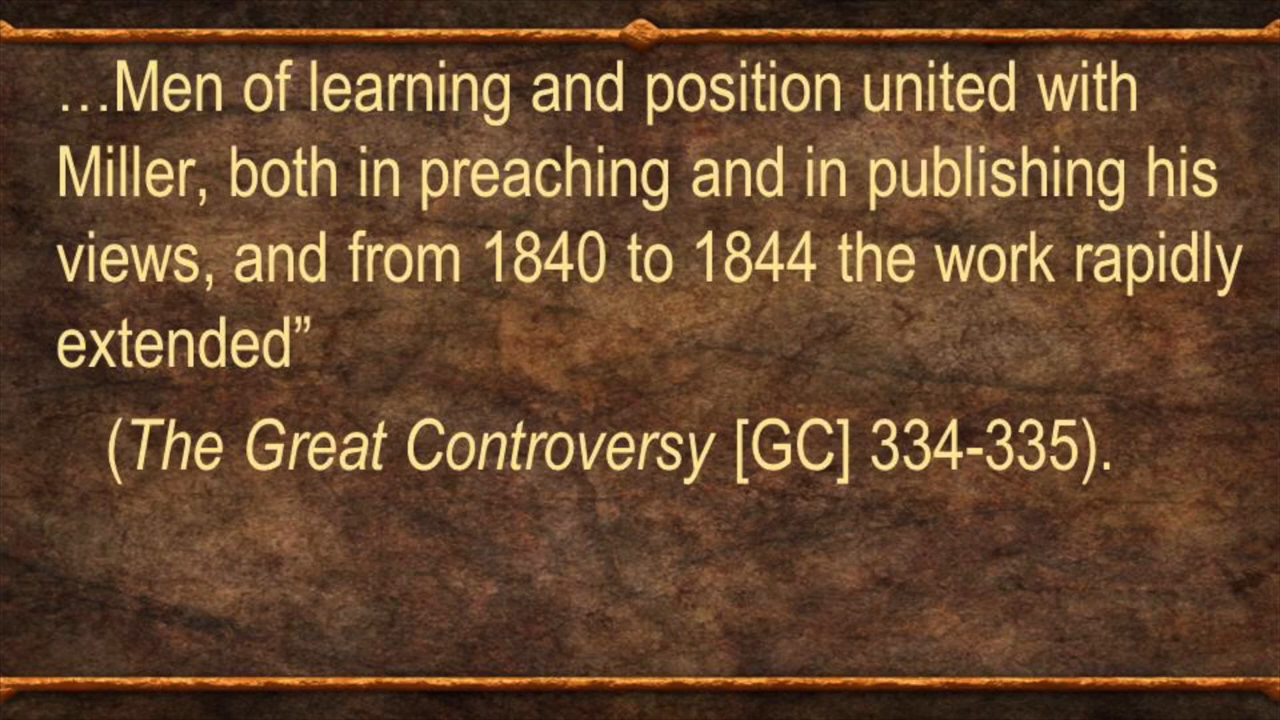 …Men of learning and position united with
Miller, both in preaching and in publishing his
views, and from 1840 to 1844 the work rapidly
extended”
(The Great Controversy [GC] 334-335).